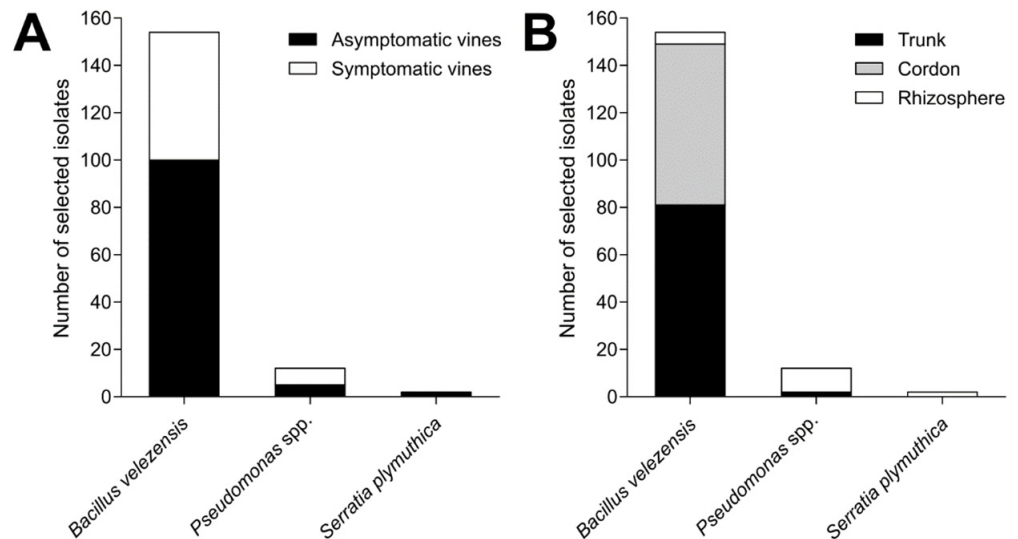 A
Number of selected isolates
160
140
120
100
80
60
40
20
0
Asymptomatic vines
Symptomatic vines
Bacillus velezensis
Pseudomonas spp.
Serratia plymuthica
B
Number of selected isolates
160
140
120
100
80
60
40
20
0
Trunk
Cordon
Rhizosphere
Bacillus velezensis
Pseudomonas spp.
Serratia plymuthica